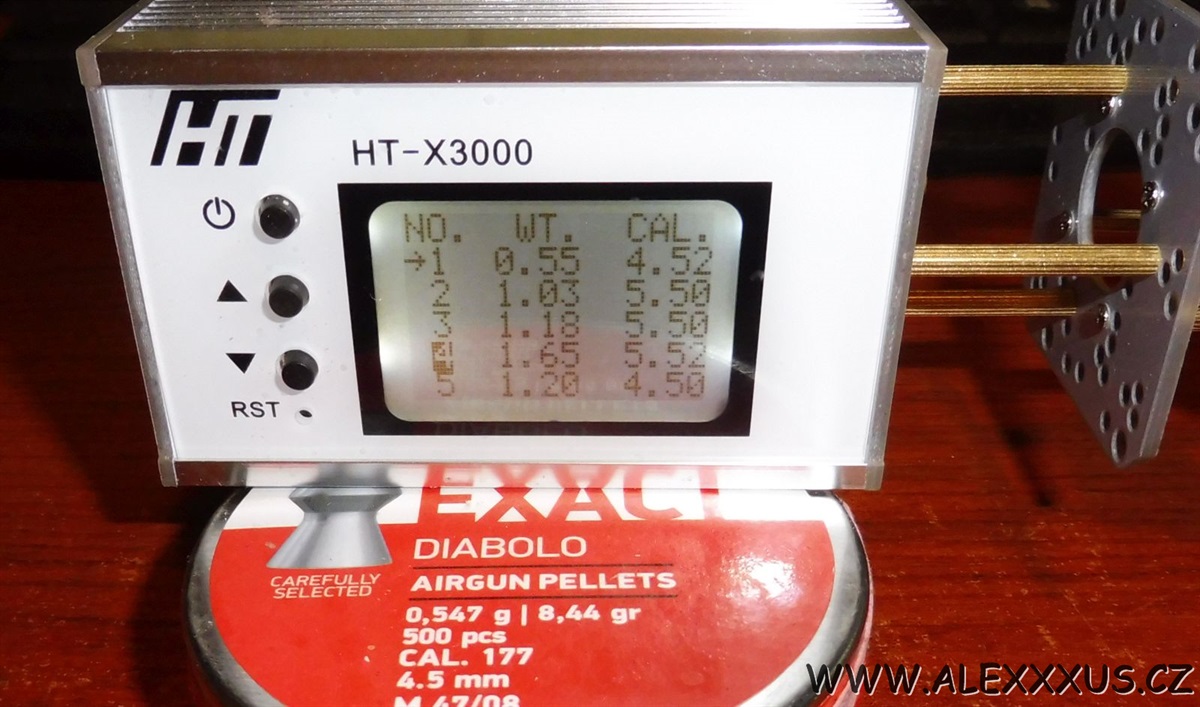 HT
HT-X3000
NO. WT. CAL.
→1 0.55 4.52
2 1.03 5.50
3 1.18 5.50
4 1.65 5.52
5 1.20 4.50
RST
EXACT
DIABOLO
CAREFULLY
SELECTED
AIRGUN PELLETS
0,547 g | 8,44 gr
500 pcs
CAL. 177
4.5 mm
M 47/08
WWW.ALEXXXUS.CZ